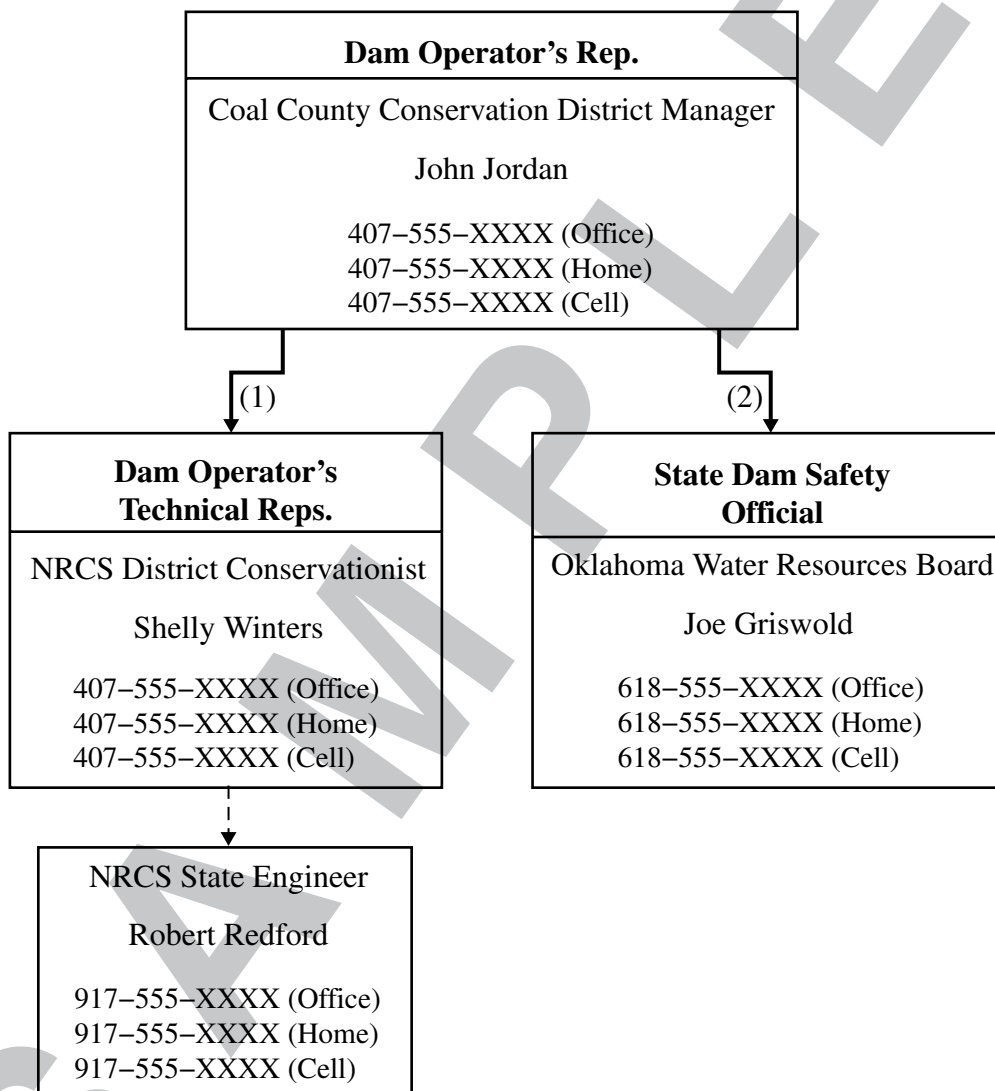 Dam Operator’s Rep.
Coal County Conservation District Manager
John Jordan
407–555–XXXX (Office)
407–555–XXXX (Home)
407–555–XXXX (Cell)
(1)
(2)
Dam Operator’s
Technical Reps.
NRCS District Conservationist
Shelly Winters
407–555–XXXX (Office)
407–555–XXXX (Home)
407–555–XXXX (Cell)
State Dam Safety
Official
Oklahoma Water Resources Board
Joe Griswold
618–555–XXXX (Office)
618–555–XXXX (Home)
618–555–XXXX (Cell)
NRCS State Engineer
Robert Redford
917–555–XXXX (Office)
917–555–XXXX (Home)
917–555–XXXX (Cell)
SAMPLE